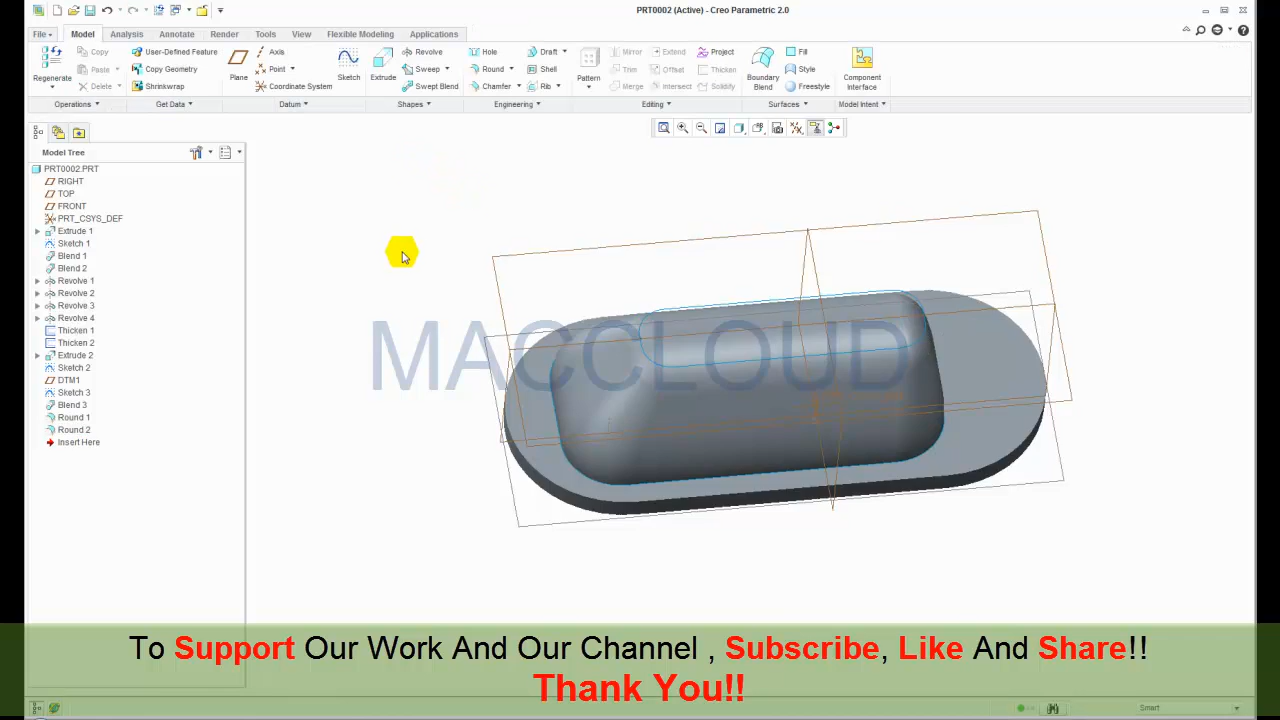 PRT0002 (Active) - Creo Parametric 2.0
File Model Analysis Annotate Render Tools View Flexible Modeling Applications
Regenerate
Copy
Paste
Delete
Operations
User-Defined Feature
Copy Geometry
Shrinkwrap
Get Data
Plane
Axis
Point
Coordinate System
Datum
Sketch
Extrude
Revolve
Sweep
Swept Blend
Shapes
Hole
Round
Chamfer
Draft
Shell
Rib
Engineering
Pattern
Mirror
Trim
Merge
Extend
Offset
Intersect
Project
Thicken
Solidify
Editing
Boundary
Blend
Fill
Style
Freestyle
Surfaces
Component
Interface
Model Intent
Model Tree
PRT0002.PRT
RIGHT
TOP
FRONT
PRT_CSYS_DEF
Extrude 1
Sketch 1
Blend 1
Blend 2
Revolve 1
Revolve 2
Revolve 3
Revolve 4
Thicken 1
Thicken 2
Extrude 2
Sketch 2
DTM1
Sketch 3
Blend 3
Round 1
Round 2
Insert Here
MACCLOUD
To Support Our Work And Our Channel , Subscribe, Like And Share!!
Thank You!!
Smart